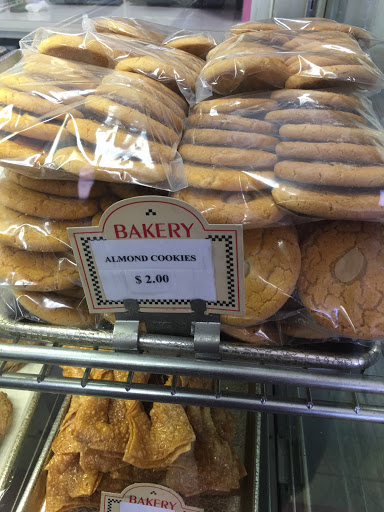 BAKERY
ALMOND COOKIES
$ 2.00
BAKERY